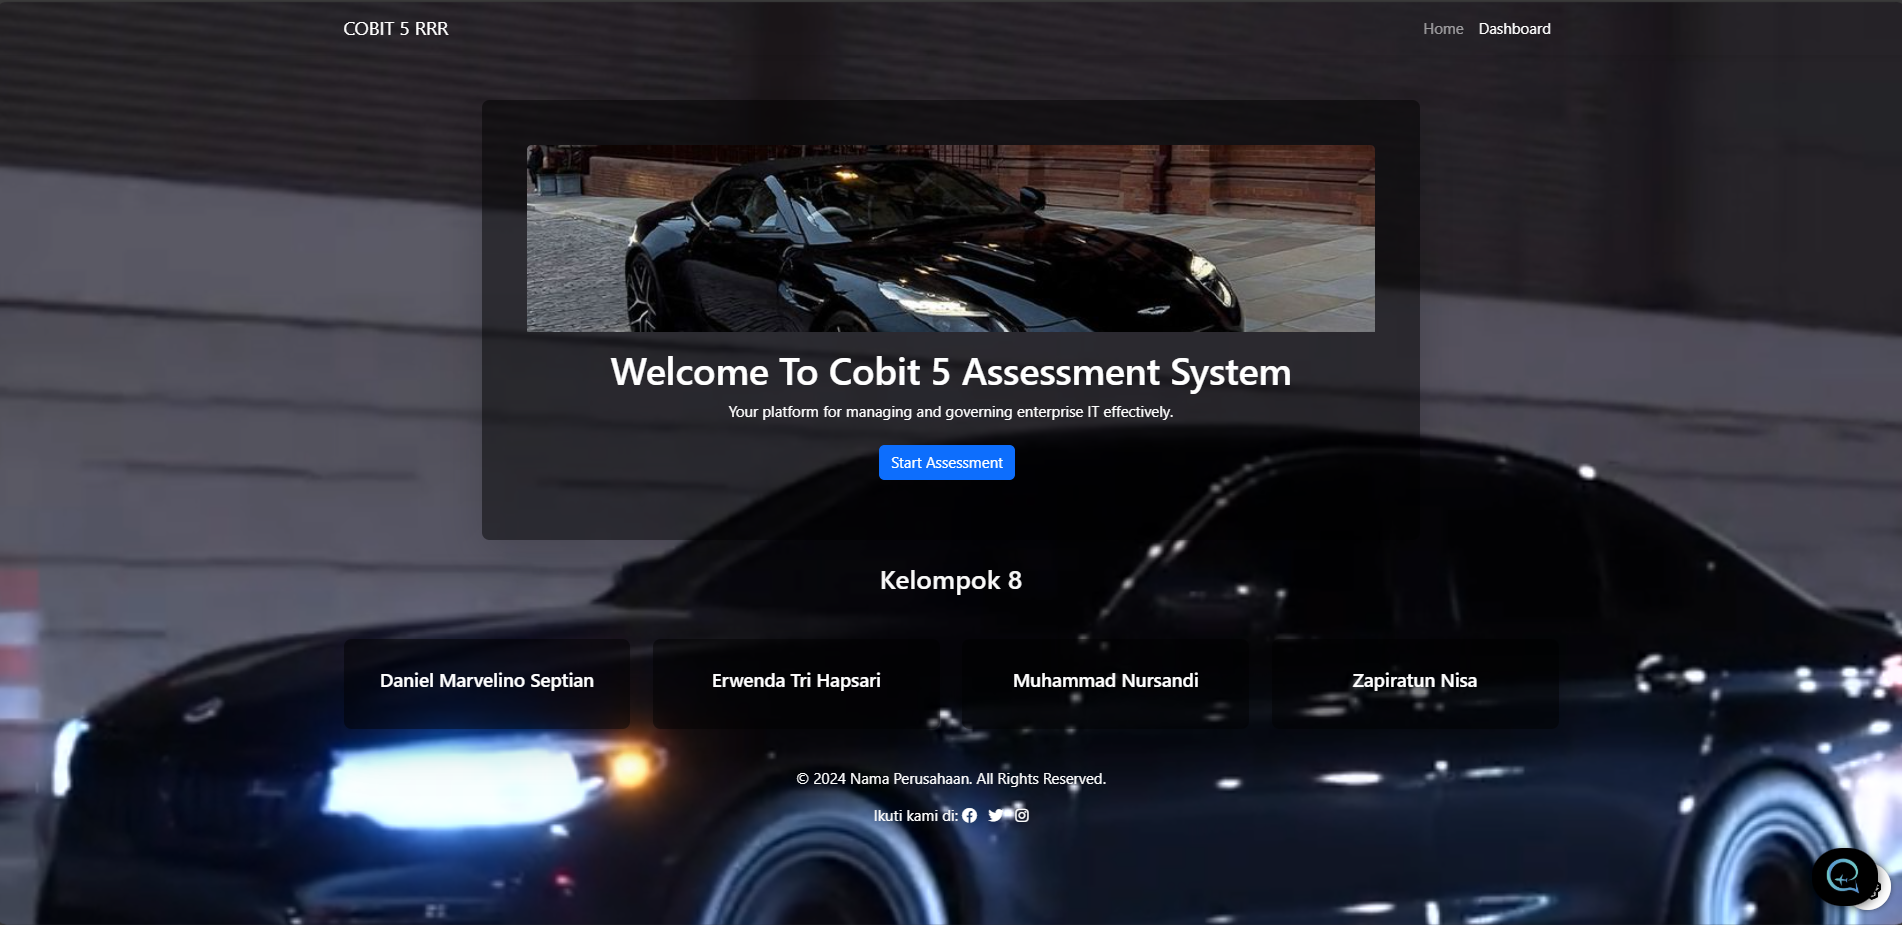 COBIT 5 RRR
Home Dashboard
Welcome To Cobit 5 Assessment System
Your platform for managing and governing enterprise IT effectively.
Start Assessment
Kelompok 8
Daniel Marvelino Septian
Erwenda Tri Hapsari
Muhammad Nursandi
Zapiratun Nisa
© 2024 Nama Perusahaan. All Rights Reserved.
Ikuti kami di: